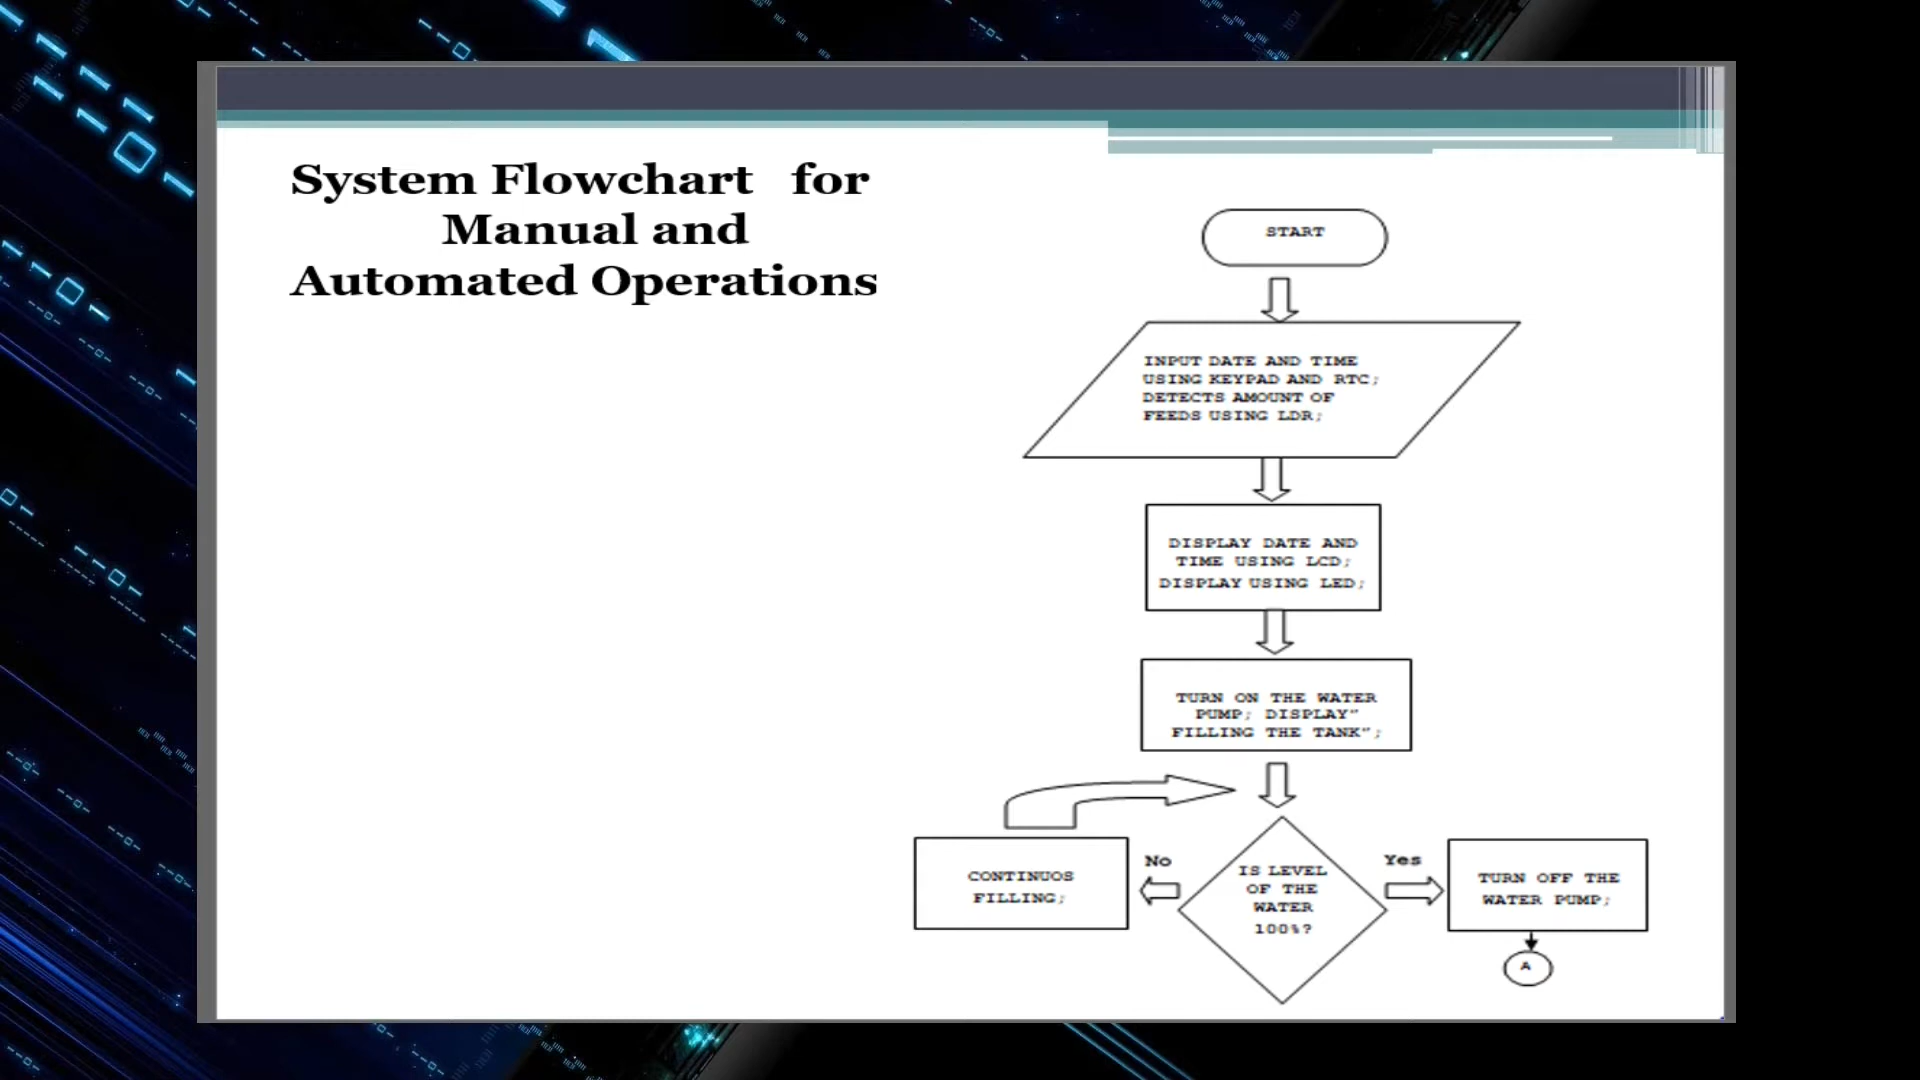 System Flowchart for
Manual and
Automated Operations
START
INPUT DATE AND TIME
USING KEYPAD AND RTC;
DETECTS AMOUNT OF
FEEDS USING LDR;
DISPLAY DATE AND
TIME USING LCD;
DISPLAY USING LED;
TURN ON THE WATER
PUMP; DISPLAY"
FILLING THE TANK";
CONTINUOS
FILLING;
No
IS LEVEL
OF THE
WATER
100%?
Yes
TURN OFF THE
WATER PUMP;
A